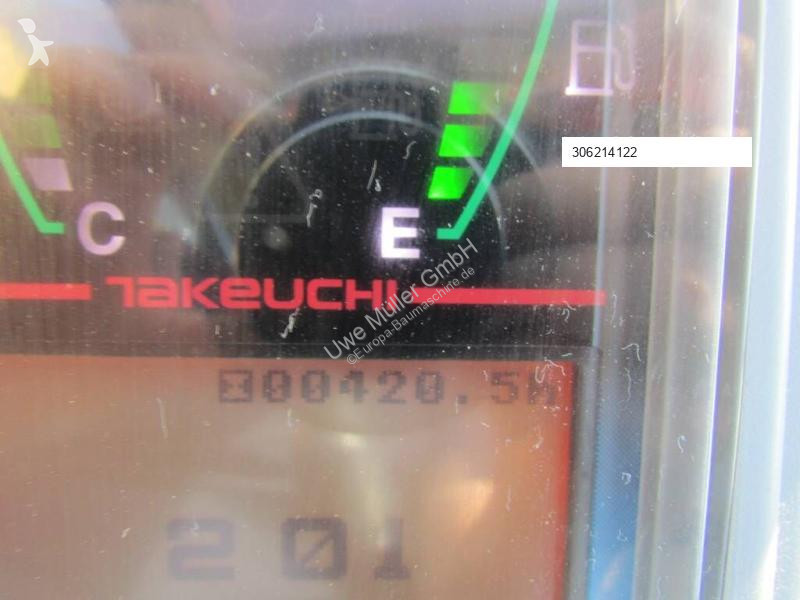 306214122
C
E
TAKEUCHI
Uwe Müller GmbH
©Europa-Baumaschine.de
00420.5H
201